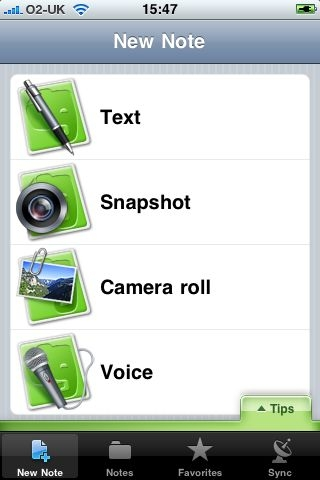 O2-UK 15:47
New Note
Text
Snapshot
Camera roll
Voice
Tips
New Note Notes Favorites Sync